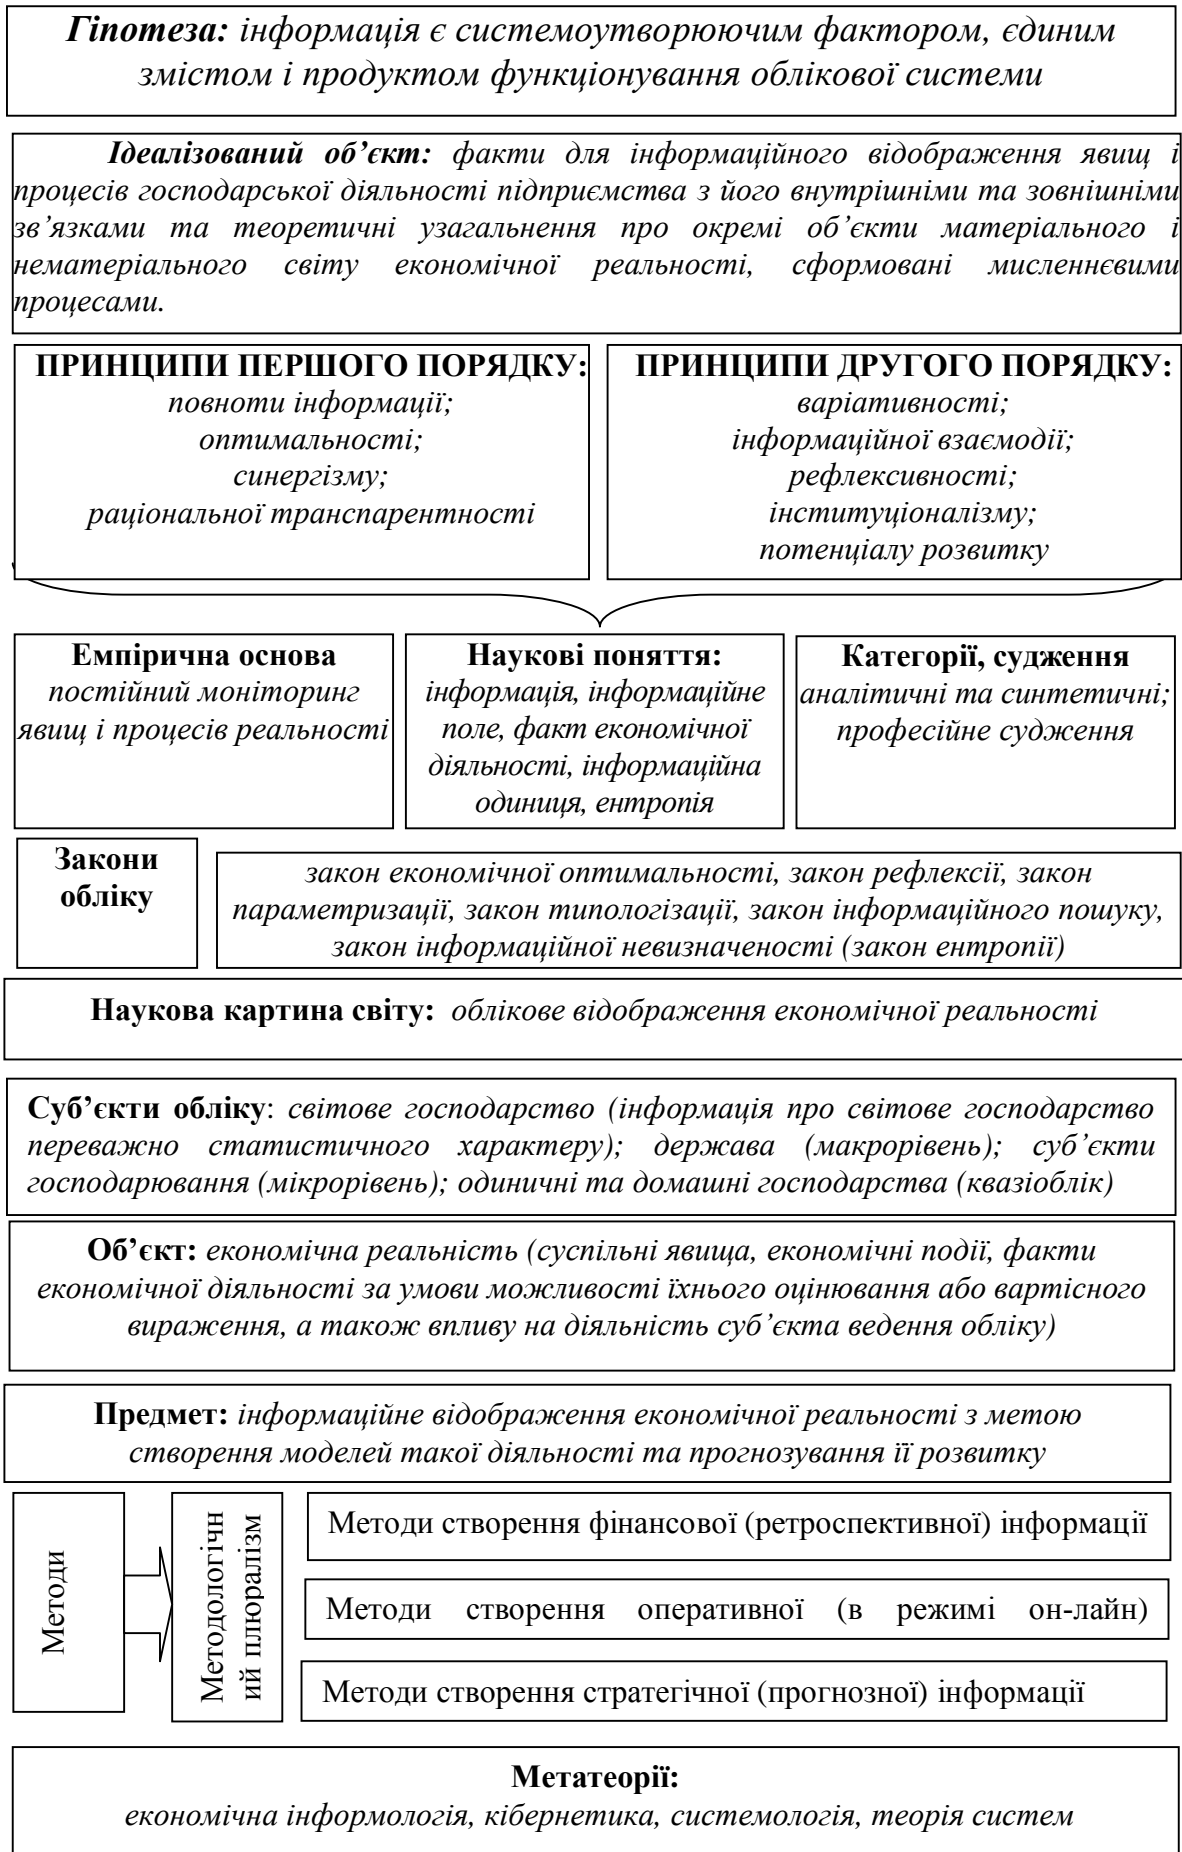 Гіпотеза: інформація є системоутворюючим фактором, єдиним
змістом і продуктом функціонування облікової системи
Ідеалізований об’єкт: факти для інформаційного відображення явищ і
процесів господарської діяльності підприємства з його внутрішніми та зовнішніми
зв’язками та теоретичні узагальнення про окремі об’єкти матеріального і
нематеріального світу економічної реальності, сформовані мисленнєвими
процесами.
ПРИНЦИПИ ПЕРШОГО ПОРЯДКУ:
повноти інформації;
оптимальності;
синергізму;
раціональної транспарентності
ПРИНЦИПИ ДРУГОГО ПОРЯДКУ:
варіативності;
інформаційної взаємодії;
рефлексивності;
інституціоналізму;
потенціалу розвитку
Емпірична основа
постійний моніторинг
явищ і процесів реальності
Наукові поняття:
інформація, інформаційне
поле, факт економічної
діяльності, інформаційна
одиниця, ентропія
Категорії, судження
аналітичні та синтетичні;
професійне судження
Закони
обліку
закон економічної оптимальності, закон рефлексії, закон
параметризації, закон типологізації, закон інформаційного пошуку,
закон інформаційної невизначеності (закон ентропії)
Наукова картина світу: облікове відображення економічної реальності
Суб’єкти обліку: світове господарство (інформація про світове господарство
переважно статистичного характеру); держава (макрорівень); суб’єкти
господарювання (мікрорівень); одиничні та домашні господарства (квазіоблік)
Об’єкт: економічна реальність (суспільні явища, економічні події, факти
економічної діяльності за умови можливості їхнього оцінювання або вартісного
вираження, а також впливу на діяльність суб’єкта ведення обліку)
Предмет: інформаційне відображення економічної реальності з метою
створення моделей такої діяльності та прогнозування її розвитку
Методи
Методологічн
ий плюралізм
Методи створення фінансової (ретроспективної) інформації
Методи створення оперативної (в режимі он-лайн)
Методи створення стратегічної (прогнозної) інформації
Метатеорії:
економічна інформологія, кібернетика, системологія, теорія систем